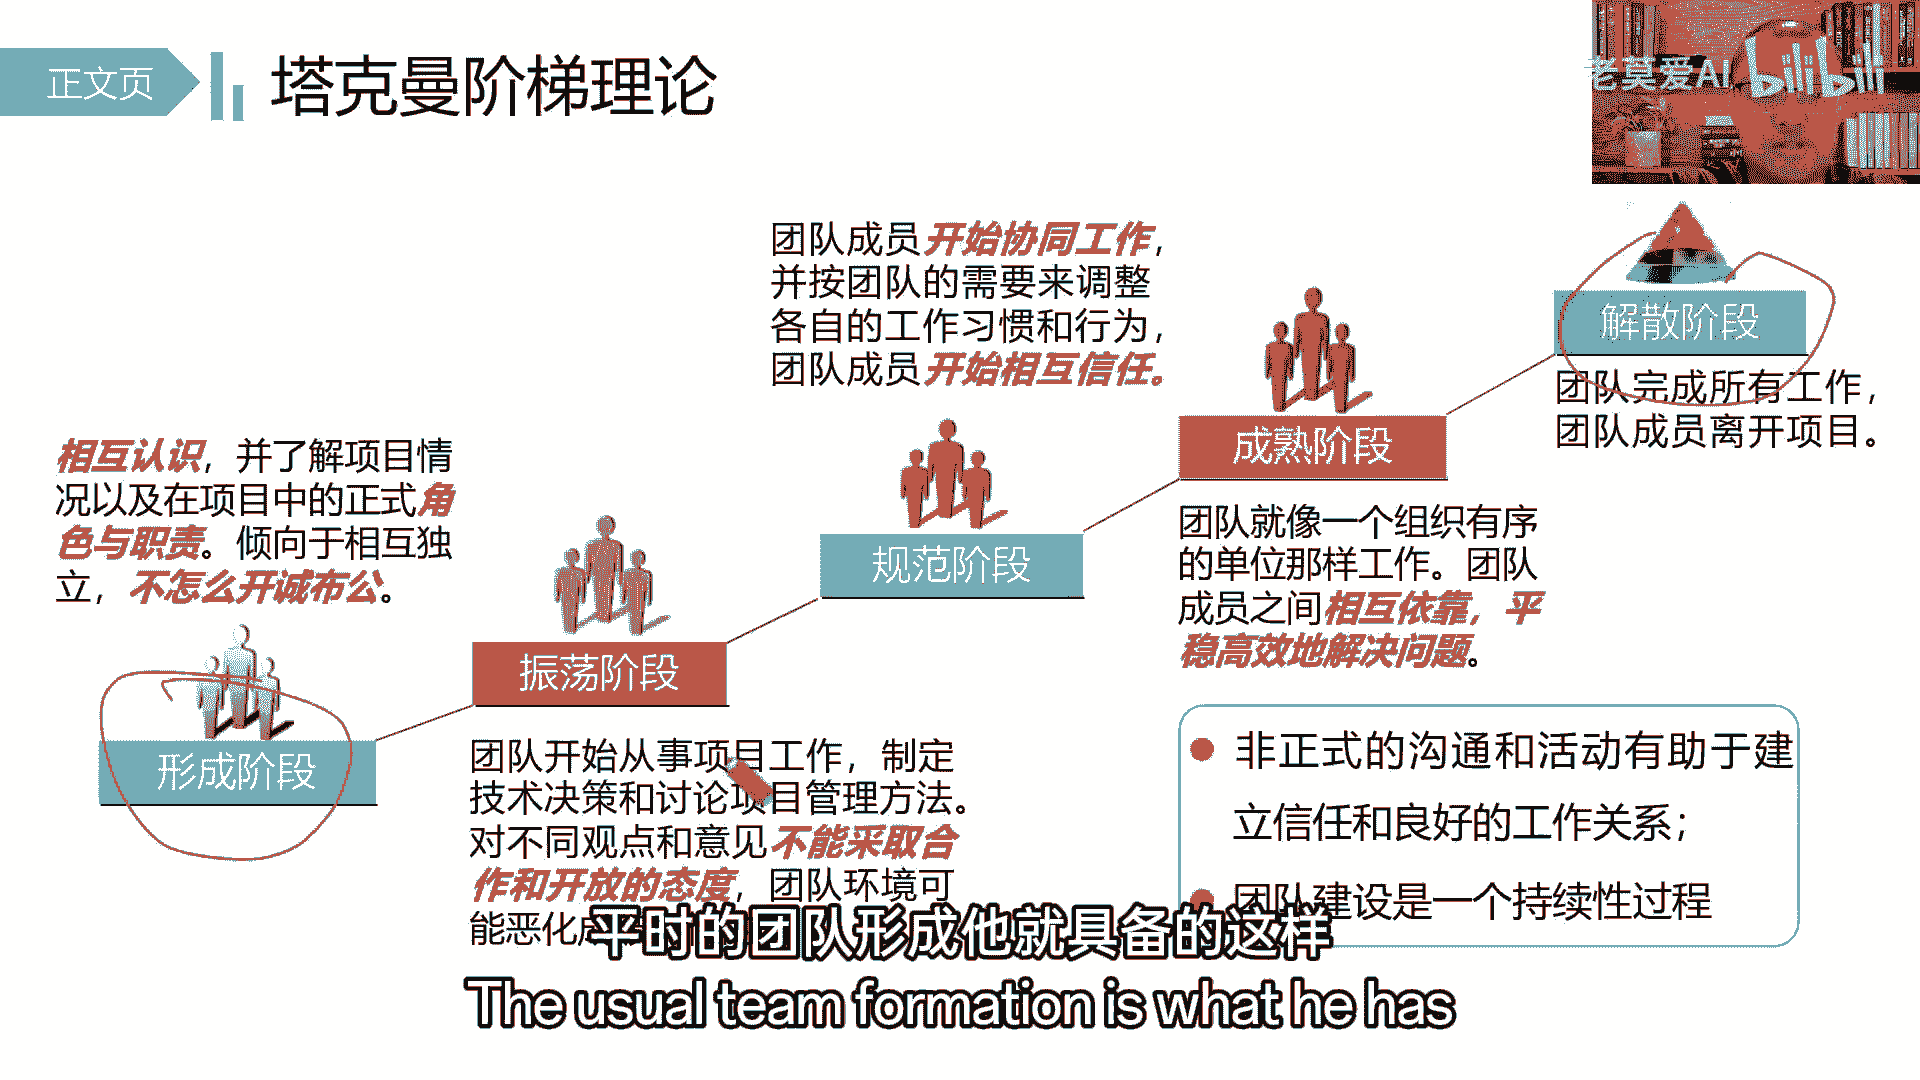 正文页
塔克曼阶梯理论
老莫爱AI
bilibili
团队成员开始协同工作，
并按团队的需要来调整
各自的工作习惯和行为，
团队成员开始相互信任。
解散阶段
团队完成所有工作，
团队成员离开项目。
成熟阶段
团队就像一个组织有序
的单位那样工作。团队
成员之间相互依靠，平
稳高效地解决问题。
相互认识，并了解项目情
况以及在项目中的正式角
色与职责。倾向于相互独
立，不怎么开诚布公。
规范阶段
振荡阶段
形成阶段
团队开始从事项目工作，制定
技术决策和讨论项目管理方法。
对不同观点和意见不能采取合
作和开放的态度，团队环境可
能恶化
非正式的沟通和活动有助于建
立信任和良好的工作关系；
团队建设是一个持续性过程
平时的团队形成他就具备的这样
The usual team formation is what he has